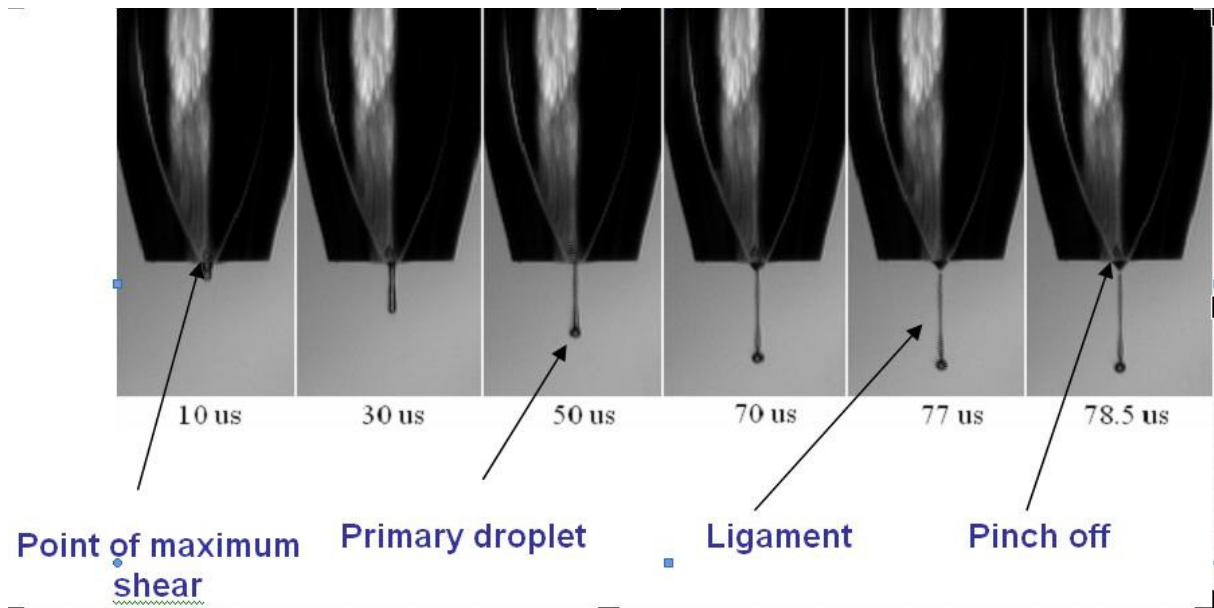 10 us 30 us 50 us 70 us 77 us 78.5 us
Point of maximum
shear
Primary droplet
Ligament
Pinch off